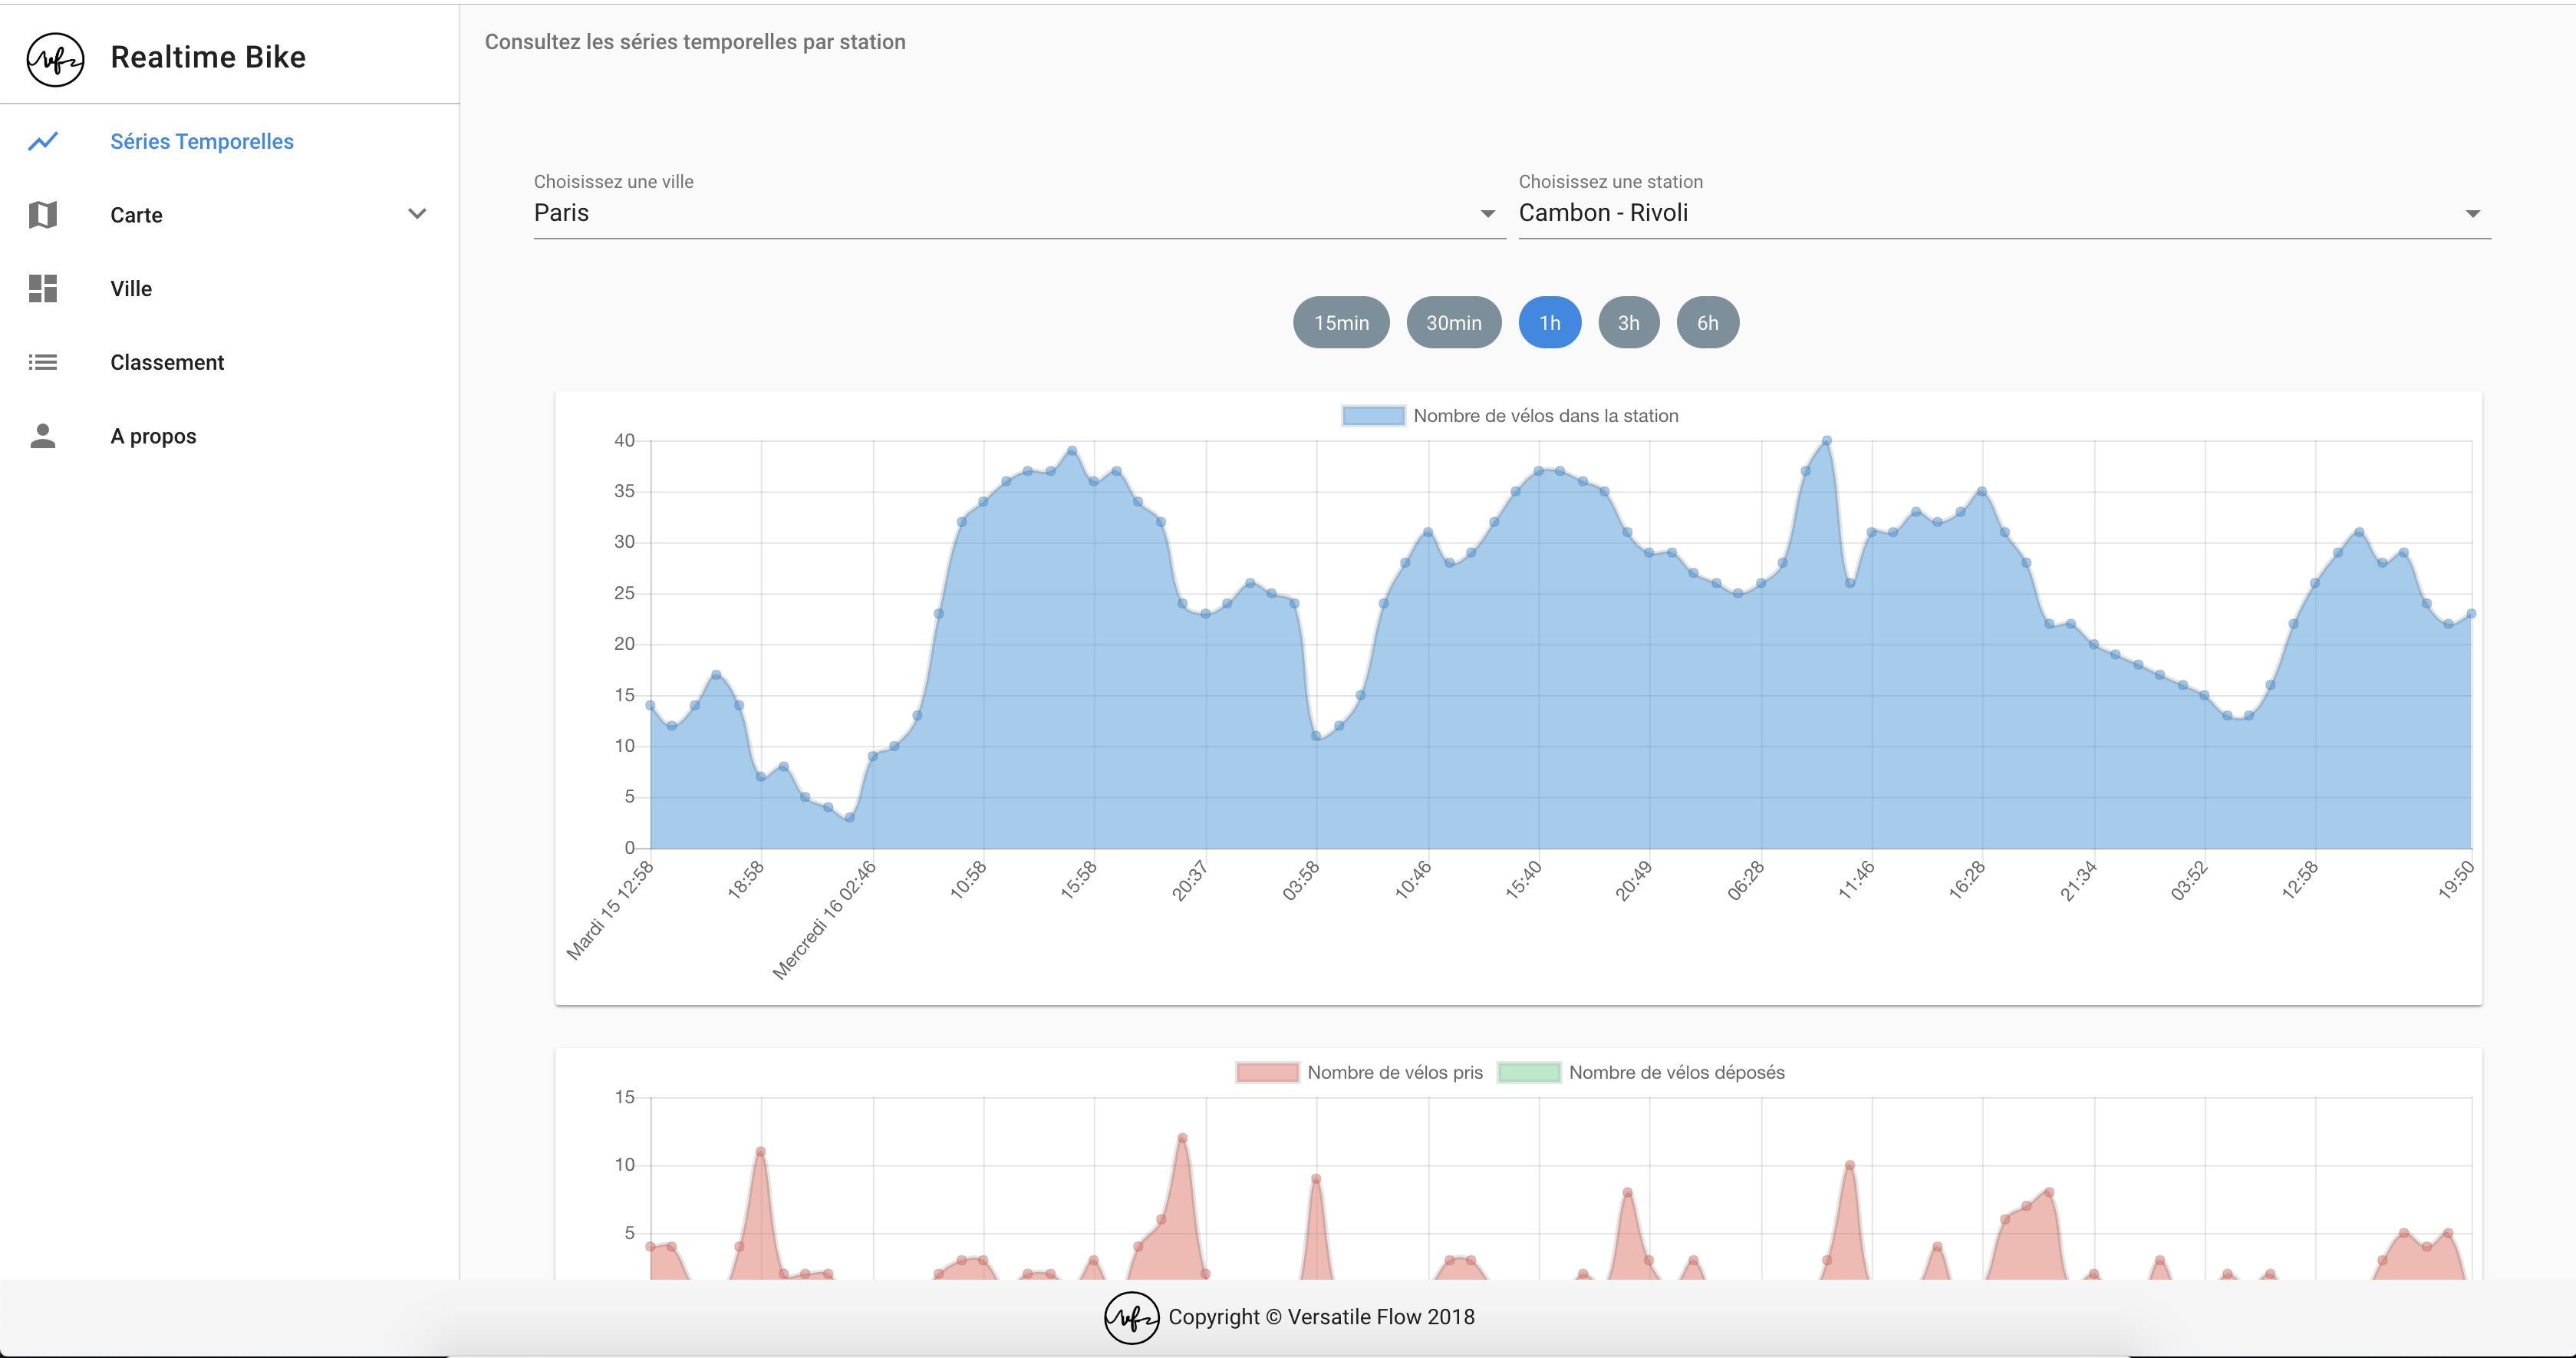 Realtime Bike
Séries Temporelles
Carte
Ville
Classement
A propos
Consultez les séries temporelles par station
Choisissez une ville
Paris
Choisissez une station
Cambon - Rivoli
15min 30min 1h 3h 6h
Nombre de vélos dans la station
40
35
30
25
20
15
10
5
0
Mardi 15 12:58 18:58 Mercredi 16 02:46 10:58 15:58 20:37 03:58 10:46 15:40 20:49 06:28 11:46 16:28 21:34 03:52 12:58 19:50
Nombre de vélos pris Nombre de vélos déposés
15
10
5
Copyright © Versatile Flow 2018